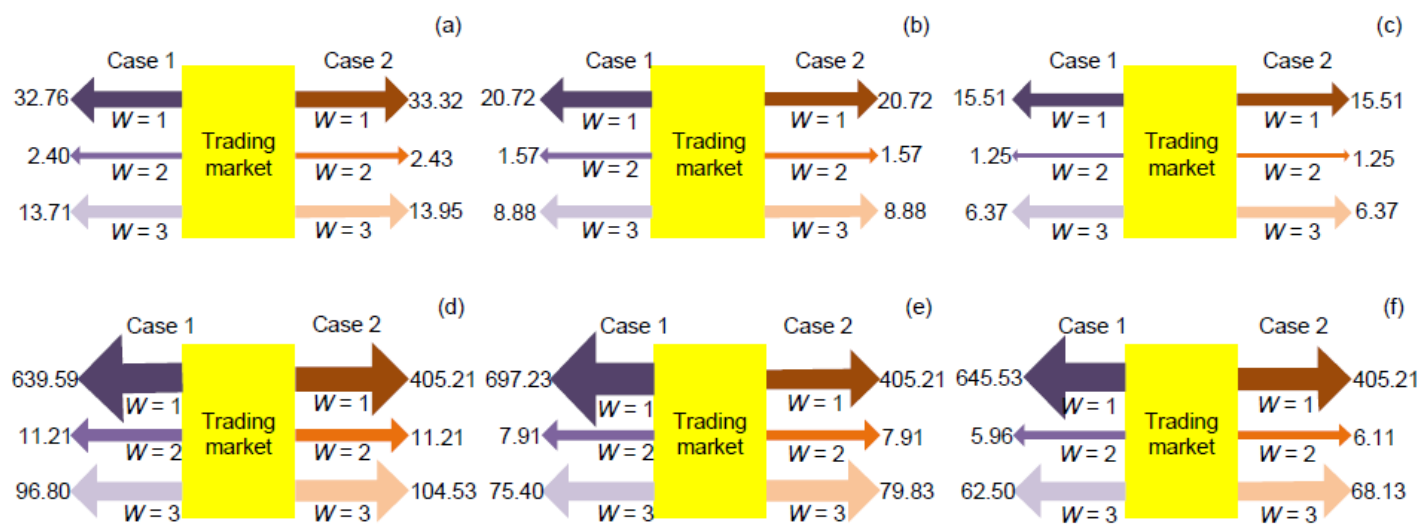 (a)
Case 1 Case 2
32.76 33.32
W = 1 W = 1
Trading
market
2.40 2.43
W = 2 W = 2
13.71 13.95
W = 3 W = 3
(b)
Case 1 Case 2
20.72 20.72
W = 1 W = 1
Trading
market
1.57 1.57
W = 2 W = 2
8.88 8.88
W = 3 W = 3
(c)
Case 1 Case 2
15.51 15.51
W = 1 W = 1
Trading
market
1.25 1.25
W = 2 W = 2
6.37 6.37
W = 3 W = 3
(d)
Case 1 Case 2
639.59 405.21
W = 1 W = 1
Trading
market
11.21 11.21
W = 2 W = 2
96.80 104.53
W = 3 W = 3
(e)
Case 1 Case 2
697.23 405.21
W = 1 W = 1
Trading
market
7.91 7.91
W = 2 W = 2
75.40 79.83
W = 3 W = 3
(f)
Case 1 Case 2
645.53 405.21
W = 1 W = 1
Trading
market
5.96 6.11
W = 2 W = 2
62.50 68.13
W = 3 W = 3